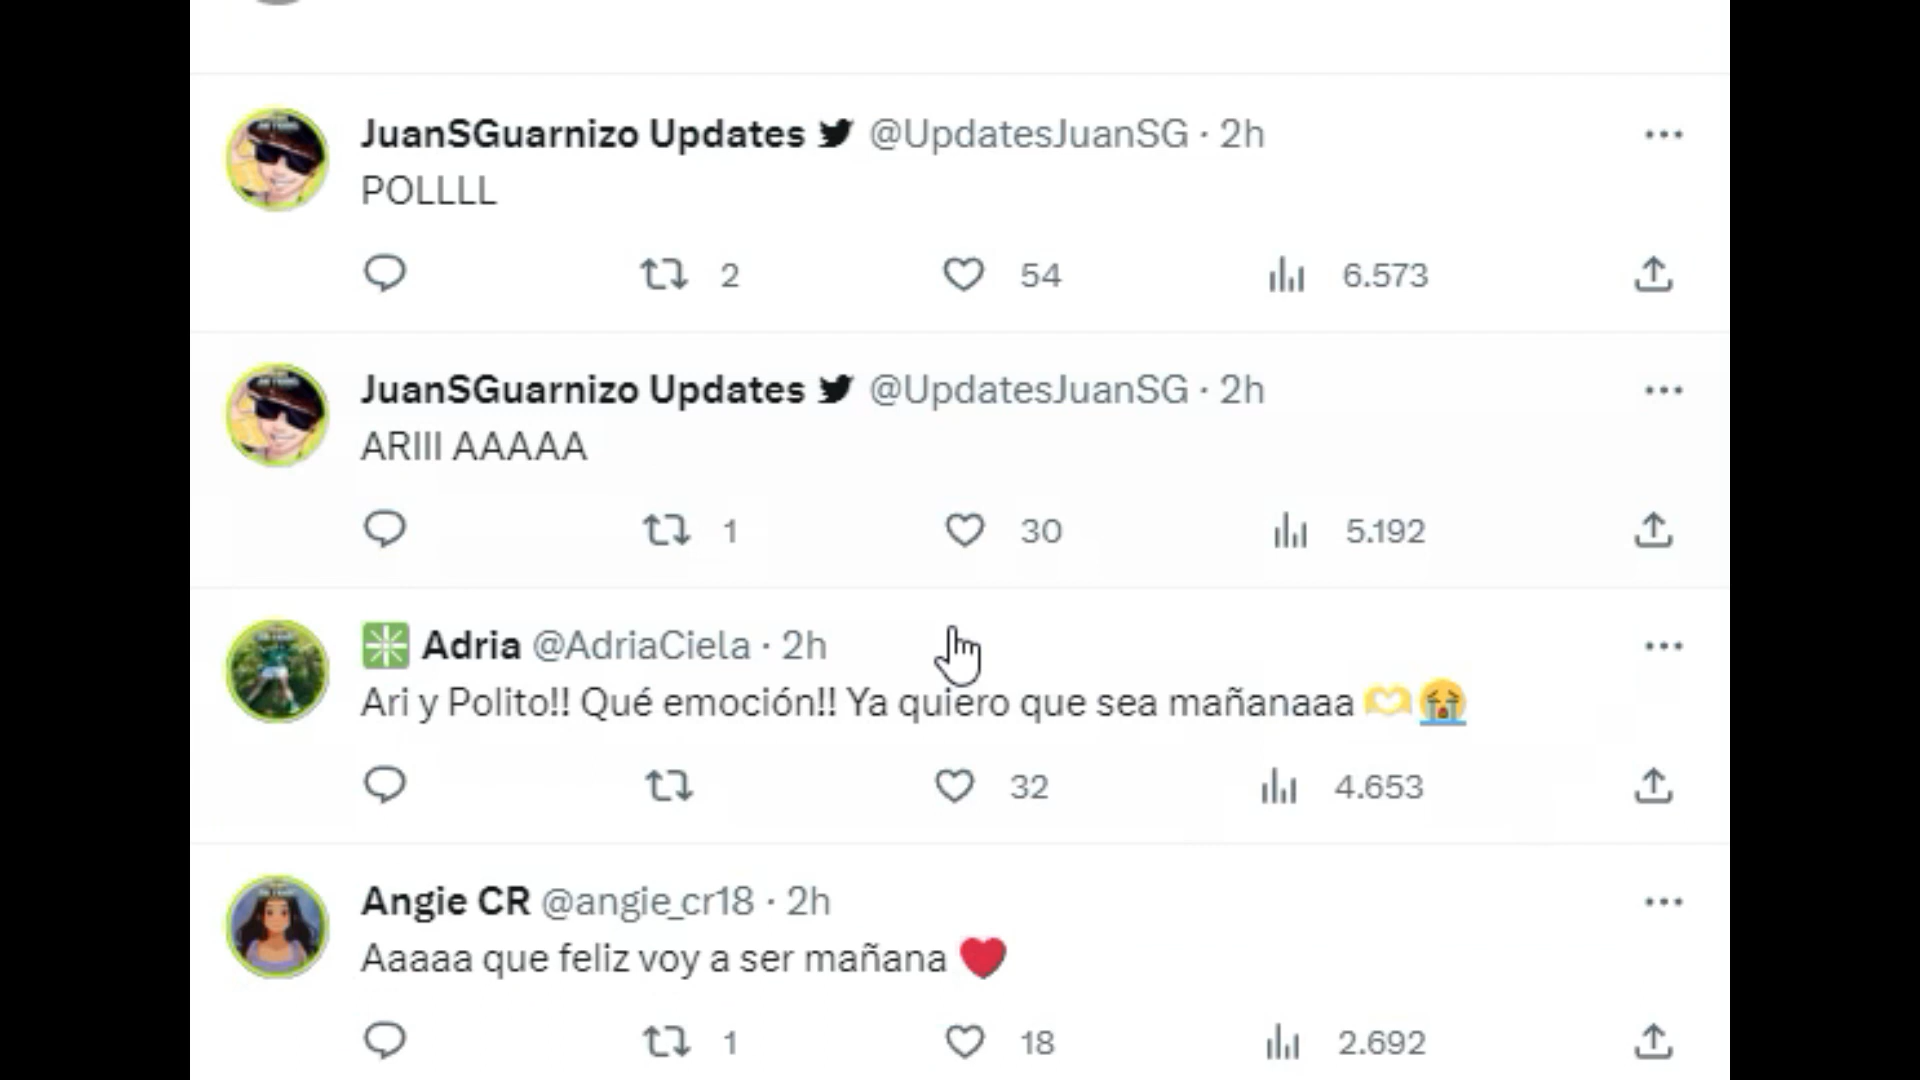 JuanSGuarnizo Updates @UpdatesJuanSG · 2h
POLLLL
2 54 6.573
JuanSGuarnizo Updates @UpdatesJuanSG · 2h
ARIII AAAAA
1 30 5.192
Adria @AdriaCiela · 2h
Ari y Polito!! Qué emoción!! Ya quiero que sea mañanaaa 🫶😭
32 4.653
Angie CR @angie_cr18 · 2h
Aaaaa que feliz voy a ser mañana ❤️
1 18 2.692